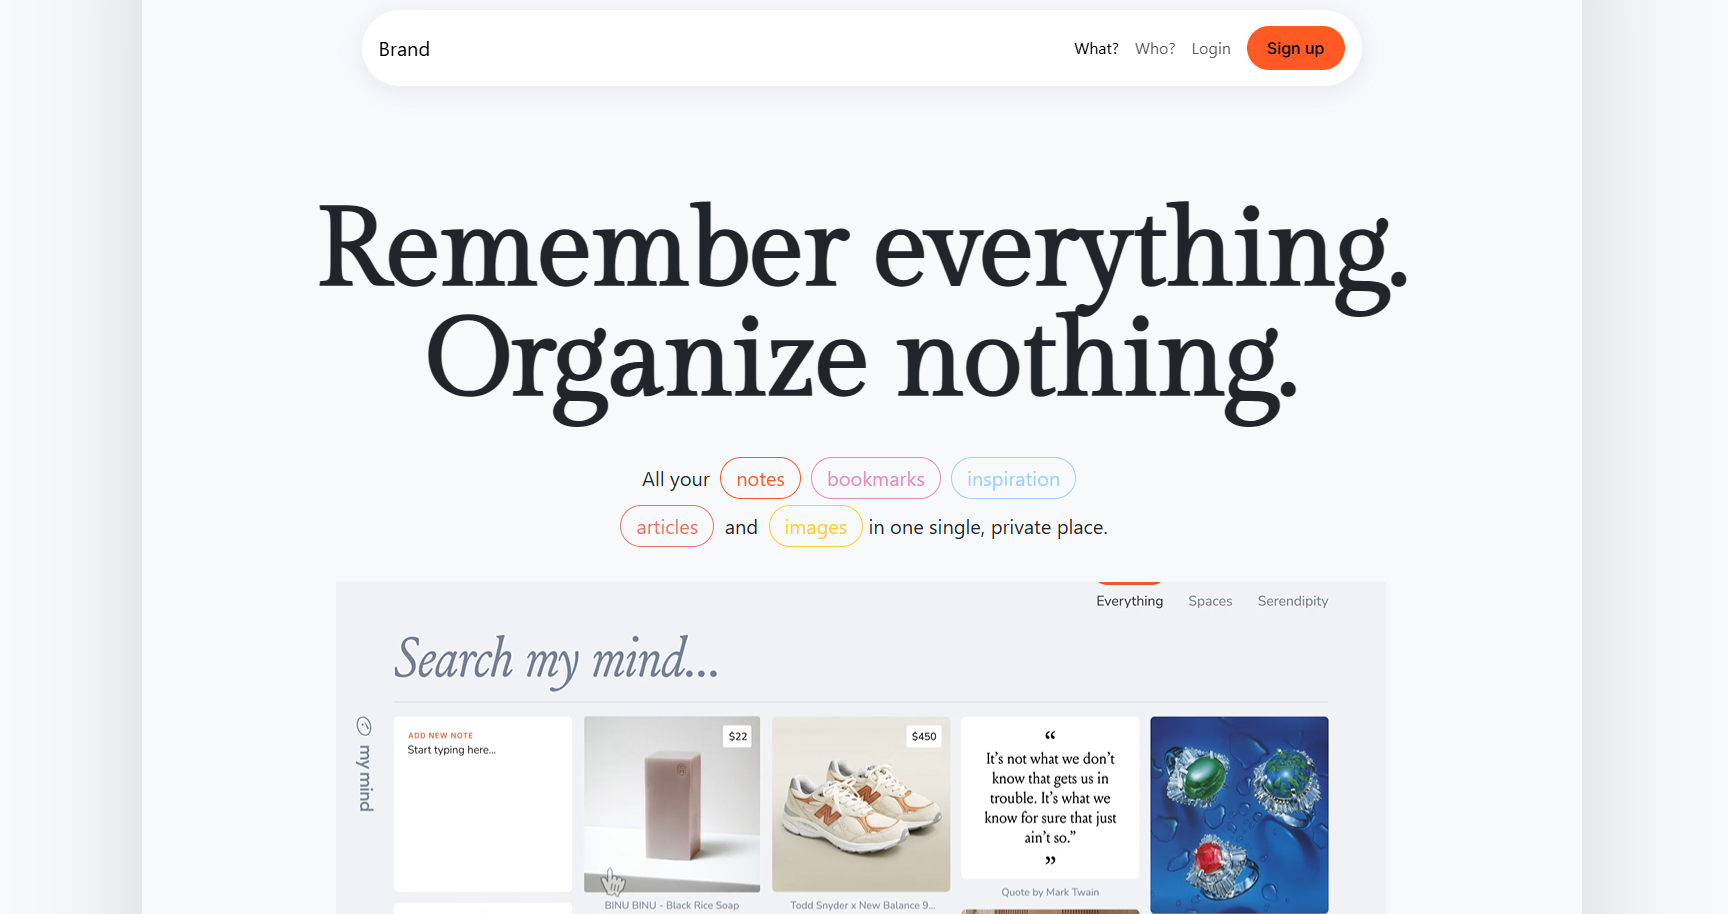 Brand
What? Who? Login Sign up
Remember everything.
Organize nothing.
All your notes bookmarks inspiration
articles and images in one single, private place.
Everything Spaces Serendipity
Search my mind...
my mind
ADD NEW NOTE
Start typing here...
$22
BINU BINU - Black Rice Soap
$450
Todd Snyder x New Balance 9...
“
It’s not what we don’t
know that gets us in
trouble. It’s what we
know for sure that just
ain’t so.”
”
Quote by Mark Twain